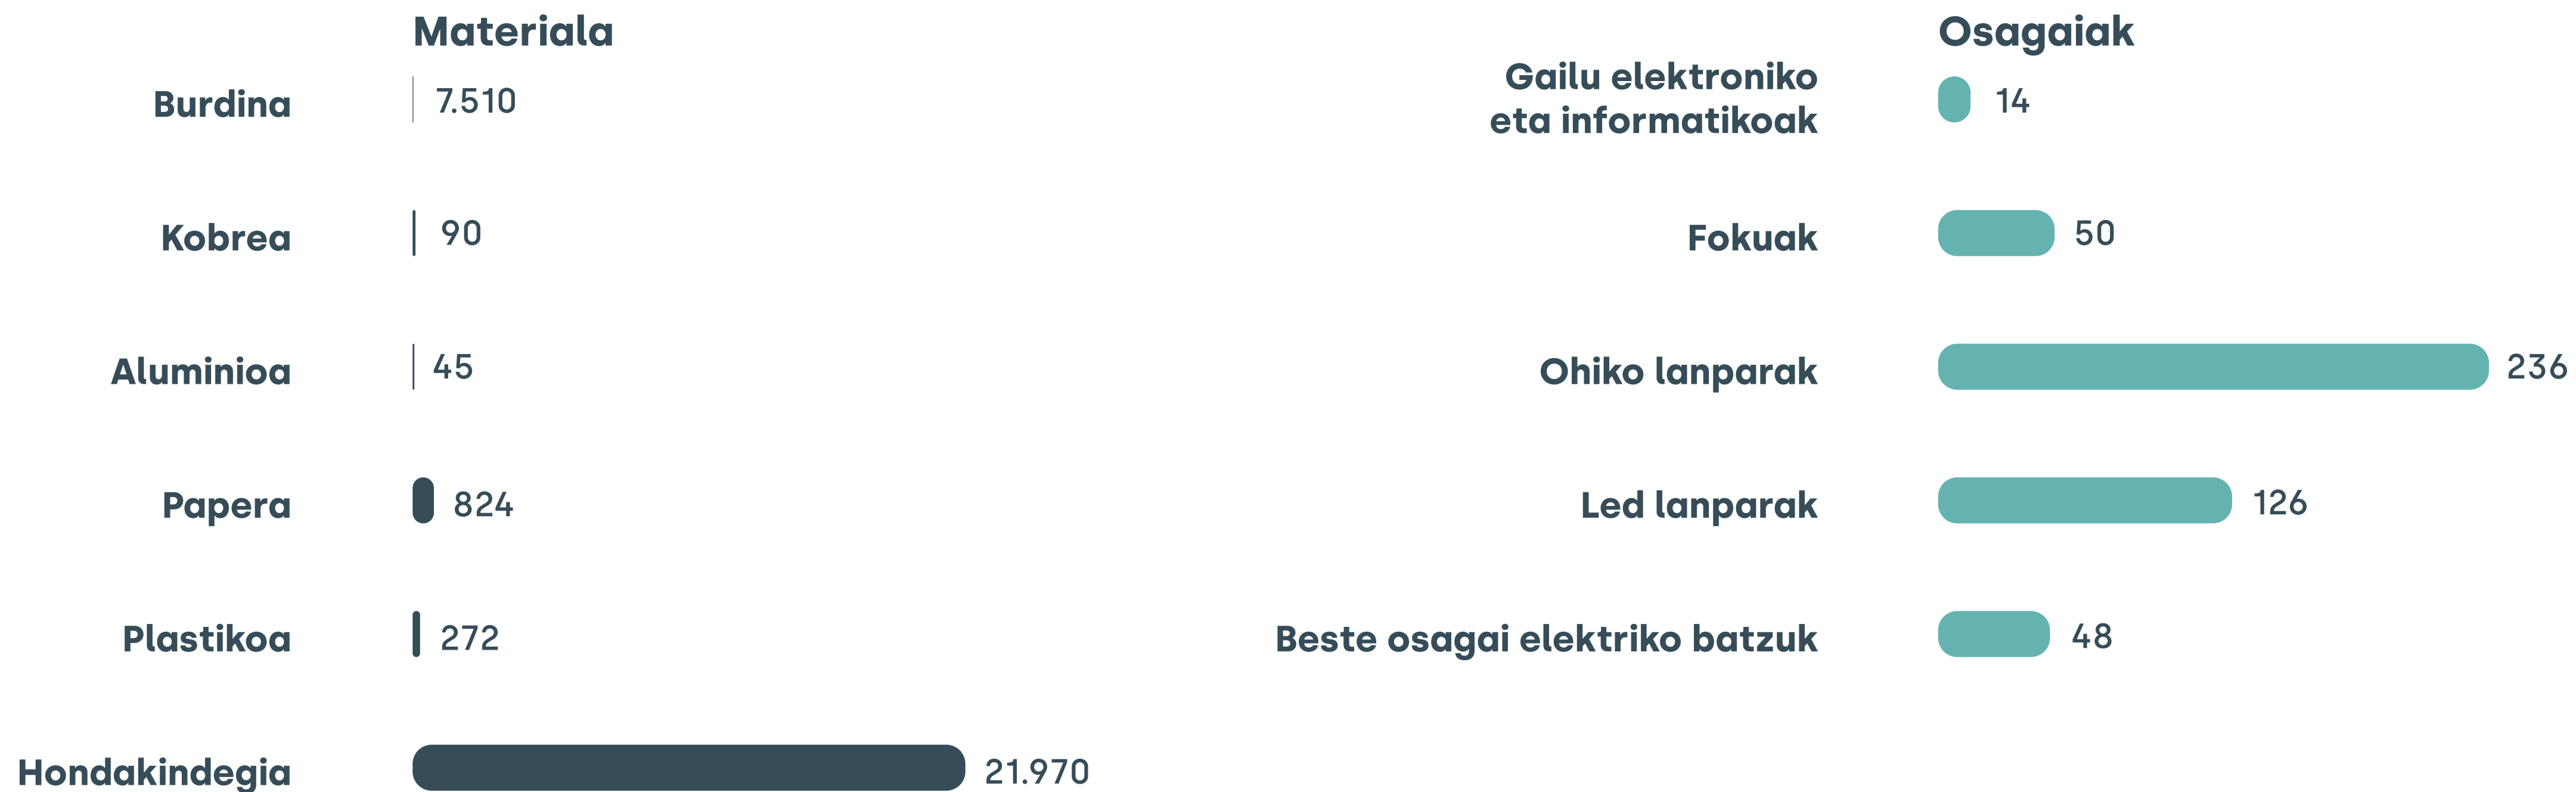 Materiala
Burdina 7.510
Kobrea 90
Aluminioa 45
Papera 824
Plastikoa 272
Hondakindegia 21.970
Osagaiak
Gailu elektroniko
eta informatikoak 14
Fokuak 50
Ohiko lanparak 236
Led lanparak 126
Beste osagai elektriko batzuk 48